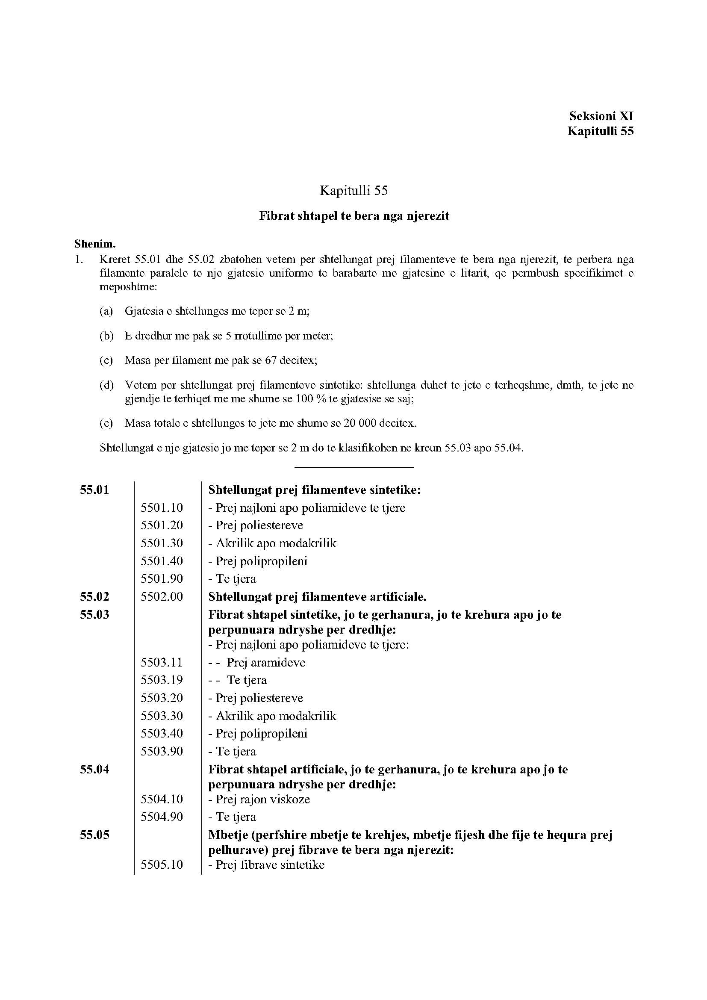 Seksioni XI
Kapitulli 55
Kapitulli 55
Fibrat shtapel te bera nga njerezit
Shenim.
1. Kreret 55.01 dhe 55.02 zbatohen vetem per shtellungat prej filamenteve te bera nga njerezit, te perbera nga
filamente paralele te nje gjatesie uniforme te barabarte me gjatesine e litarit, qe permbush specifikimet e
meposhtme:
(a) Gjatesia e shtellunges me teper se 2 m;
(b) E dredhur me pak se 5 rrotullime per meter;
(c) Masa per filament me pak se 67 decitex;
(d) Vetem per shtellungat prej filamenteve sintetike: shtellunga duhet te jete e terheqshme, dmth, te jete ne
gjendje te terhiqet me me shume se 100 % te gjatesise se saj;
(e) Masa totale e shtellunges te jete me shume se 20 000 decitex.
Shtellungat e nje gjatesie jo me teper se 2 m do te klasifikohen ne kreun 55.03 apo 55.04.
55.01 Shtellungat prej filamenteve sintetike:
5501.10 - Prej najloni apo poliamideve te tjere
5501.20 - Prej poliestereve
5501.30 - Akrilik apo modakrilik
5501.40 - Prej polipropileni
5501.90 - Te tjera
55.02 5502.00 Shtellungat prej filamenteve artificiale.
55.03 Fibrat shtapel sintetike, jo te gerhanura, jo te krehura apo jo te
perpunuara ndryshe per dredhje:
- Prej najloni apo poliamideve te tjere:
5503.11 - - Prej aramideve
5503.19 - - Te tjera
5503.20 - Prej poliestereve
5503.30 - Akrilik apo modakrilik
5503.40 - Prej polipropileni
5503.90 - Te tjera
55.04 Fibrat shtapel artificiale, jo te gerhanura, jo te krehura apo jo te
perpunuara ndryshe per dredhje:
5504.10 - Prej rajon viskoze
5504.90 - Te tjera
55.05 Mbetje (perfshire mbetje te krehjes, mbetje fijesh dhe fije te hequra prej
pelhurave) prej fibrave te bera nga njerezit:
5505.10 - Prej fibrave sintetike